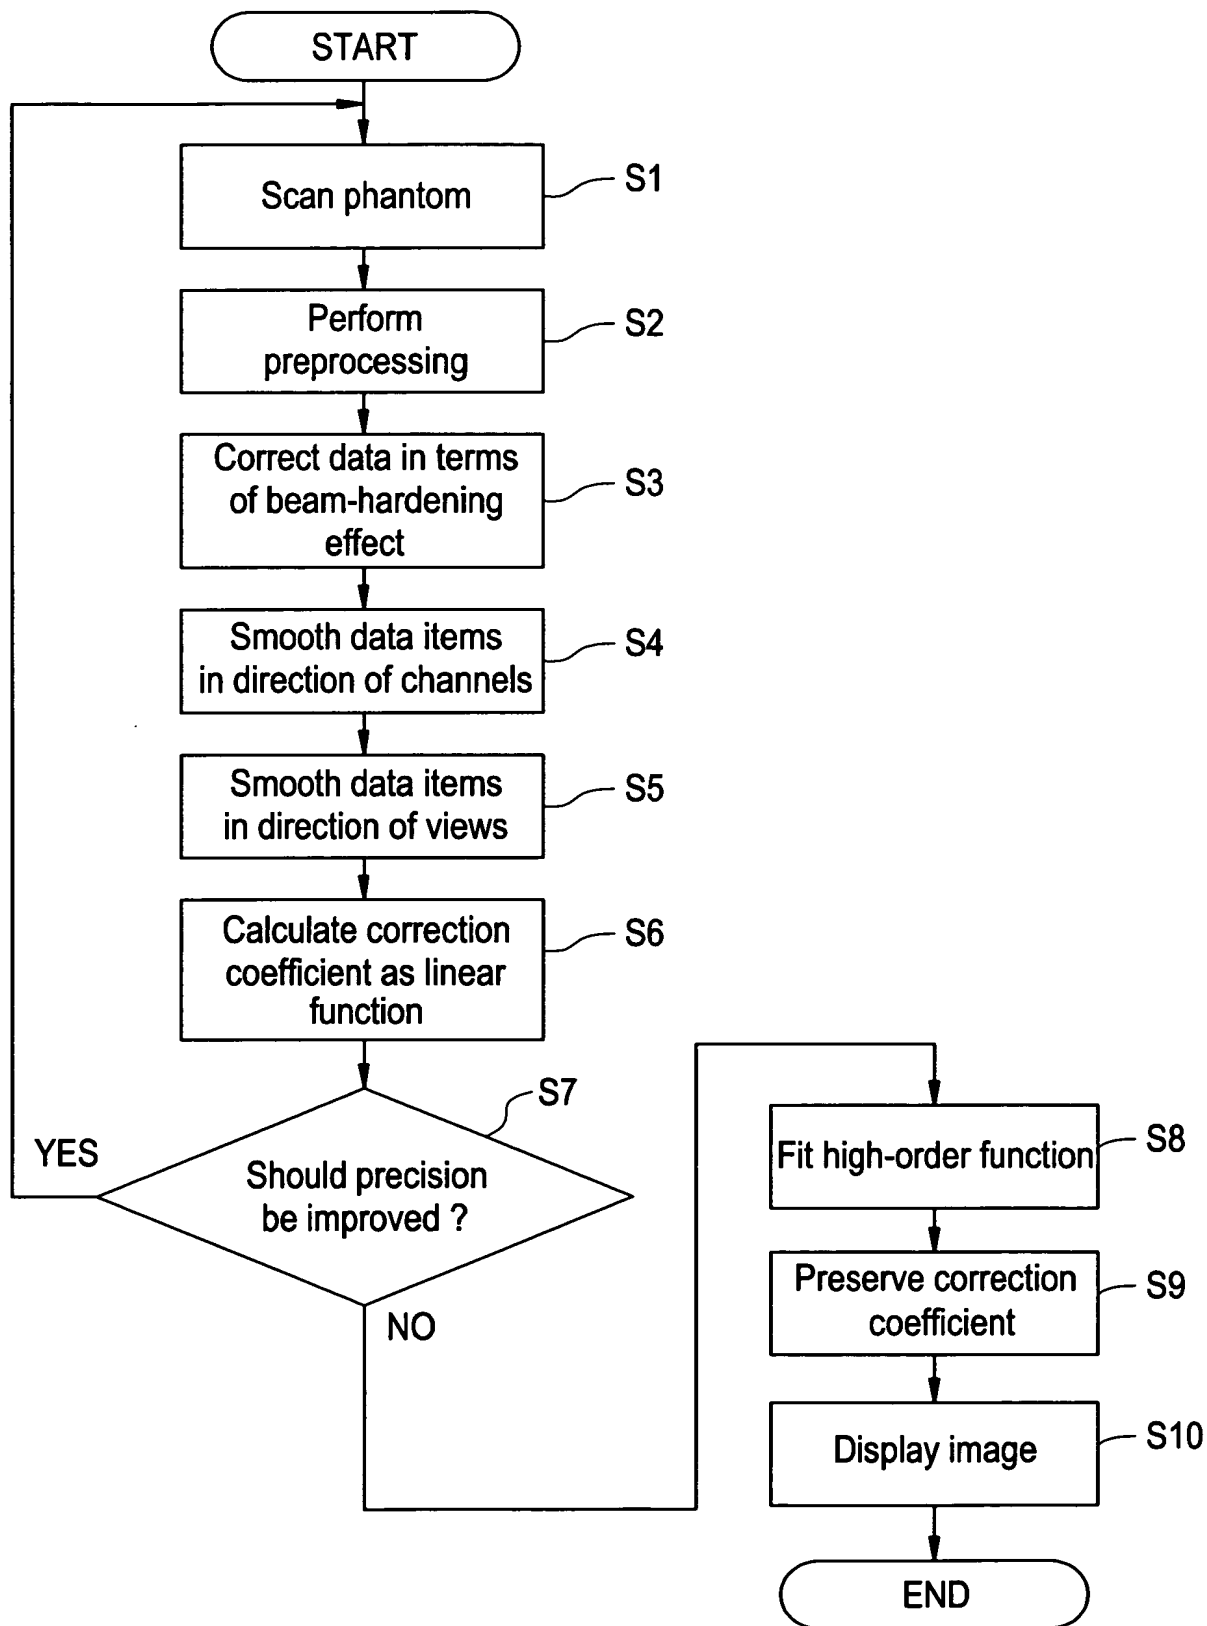 START
Scan phantom
S1
Perform
preprocessing
S2
Correct data in terms
of beam-hardening
effect
S3
Smooth data items
in direction of channels
S4
Smooth data items
in direction of views
S5
Calculate correction
coefficient as linear
function
S6
S7
YES
Should precision
be improved ?
NO
Fit high-order function
S8
Preserve correction
coefficient
S9
Display image
S10
END